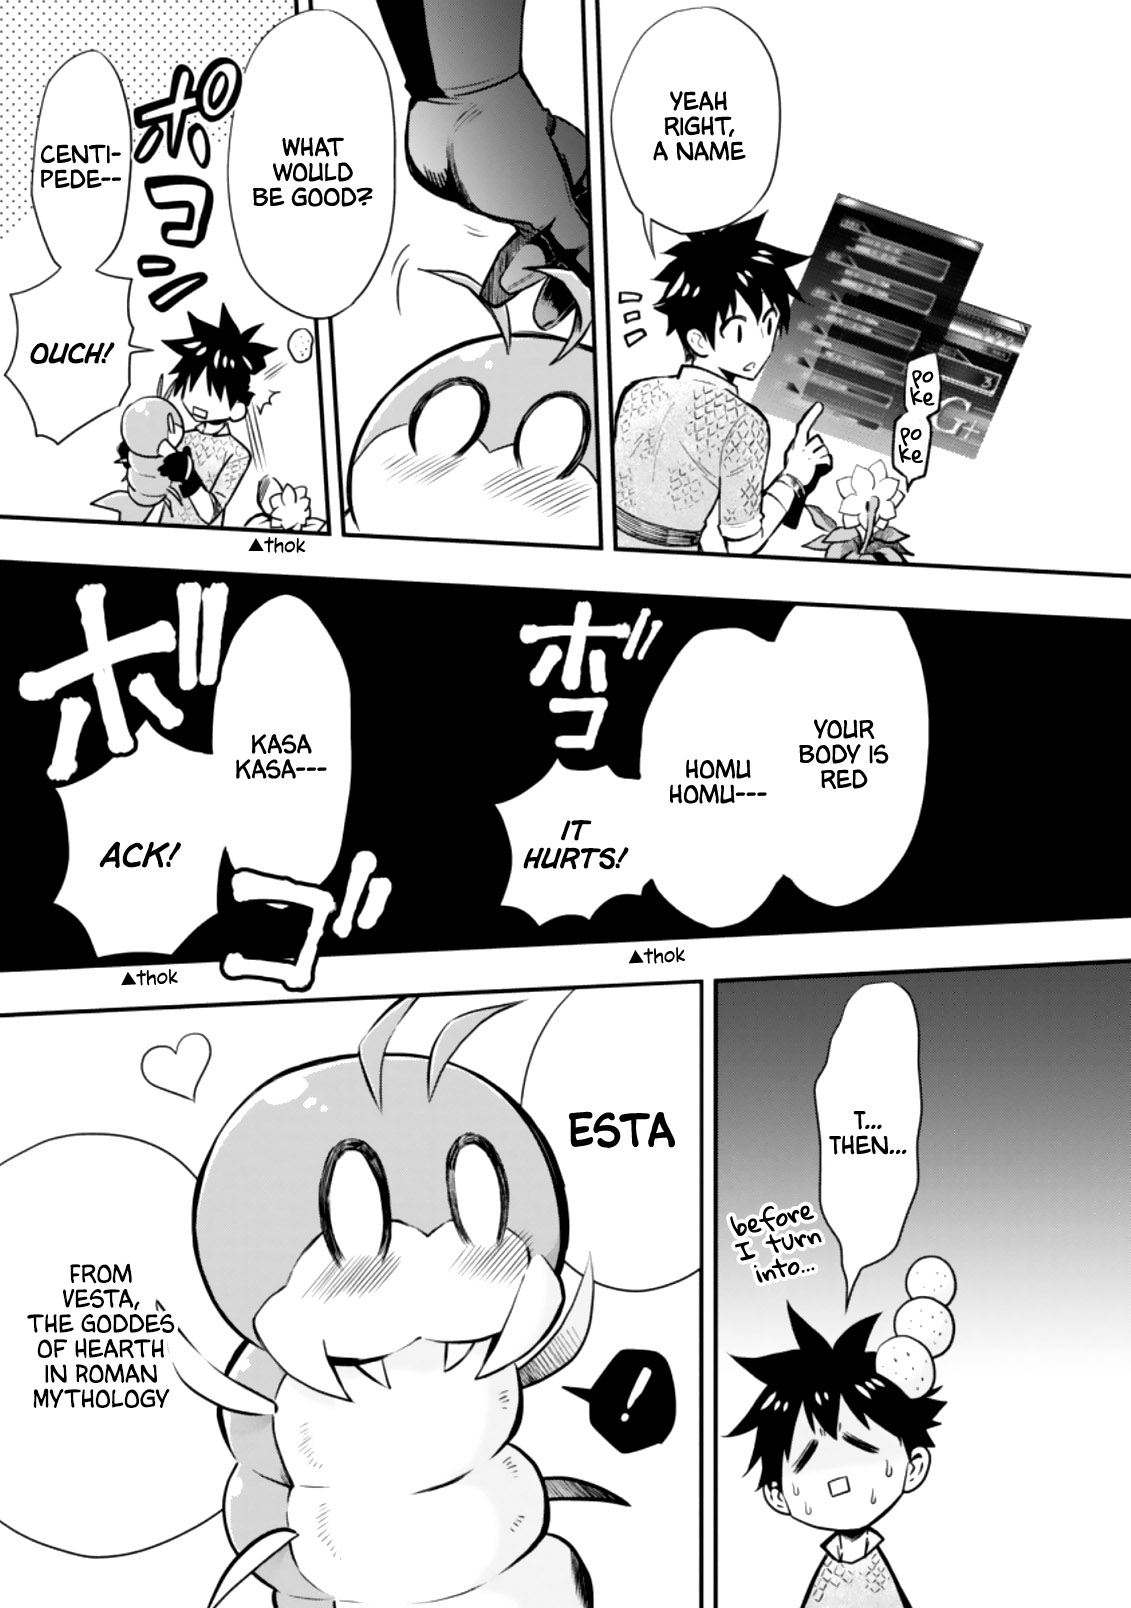 YEAH
RIGHT,
A NAME
PO
KE
PO
KE
WHAT
WOULD
BE GOOD?
CENTI-
PEDE--
ポコン
OUCH!
▲thok
YOUR
BODY IS
RED
HOMU
HOMU---
ボコ"
IT
HURTS!
▲thok
KASA
KASA---
ボゴッ
ACK!
▲thok
T...
THEN...
before
I turn
into...
ESTA
!
FROM
VESTA,
THE GODDES
OF HEARTH
IN ROMAN
MYTHOLOGY